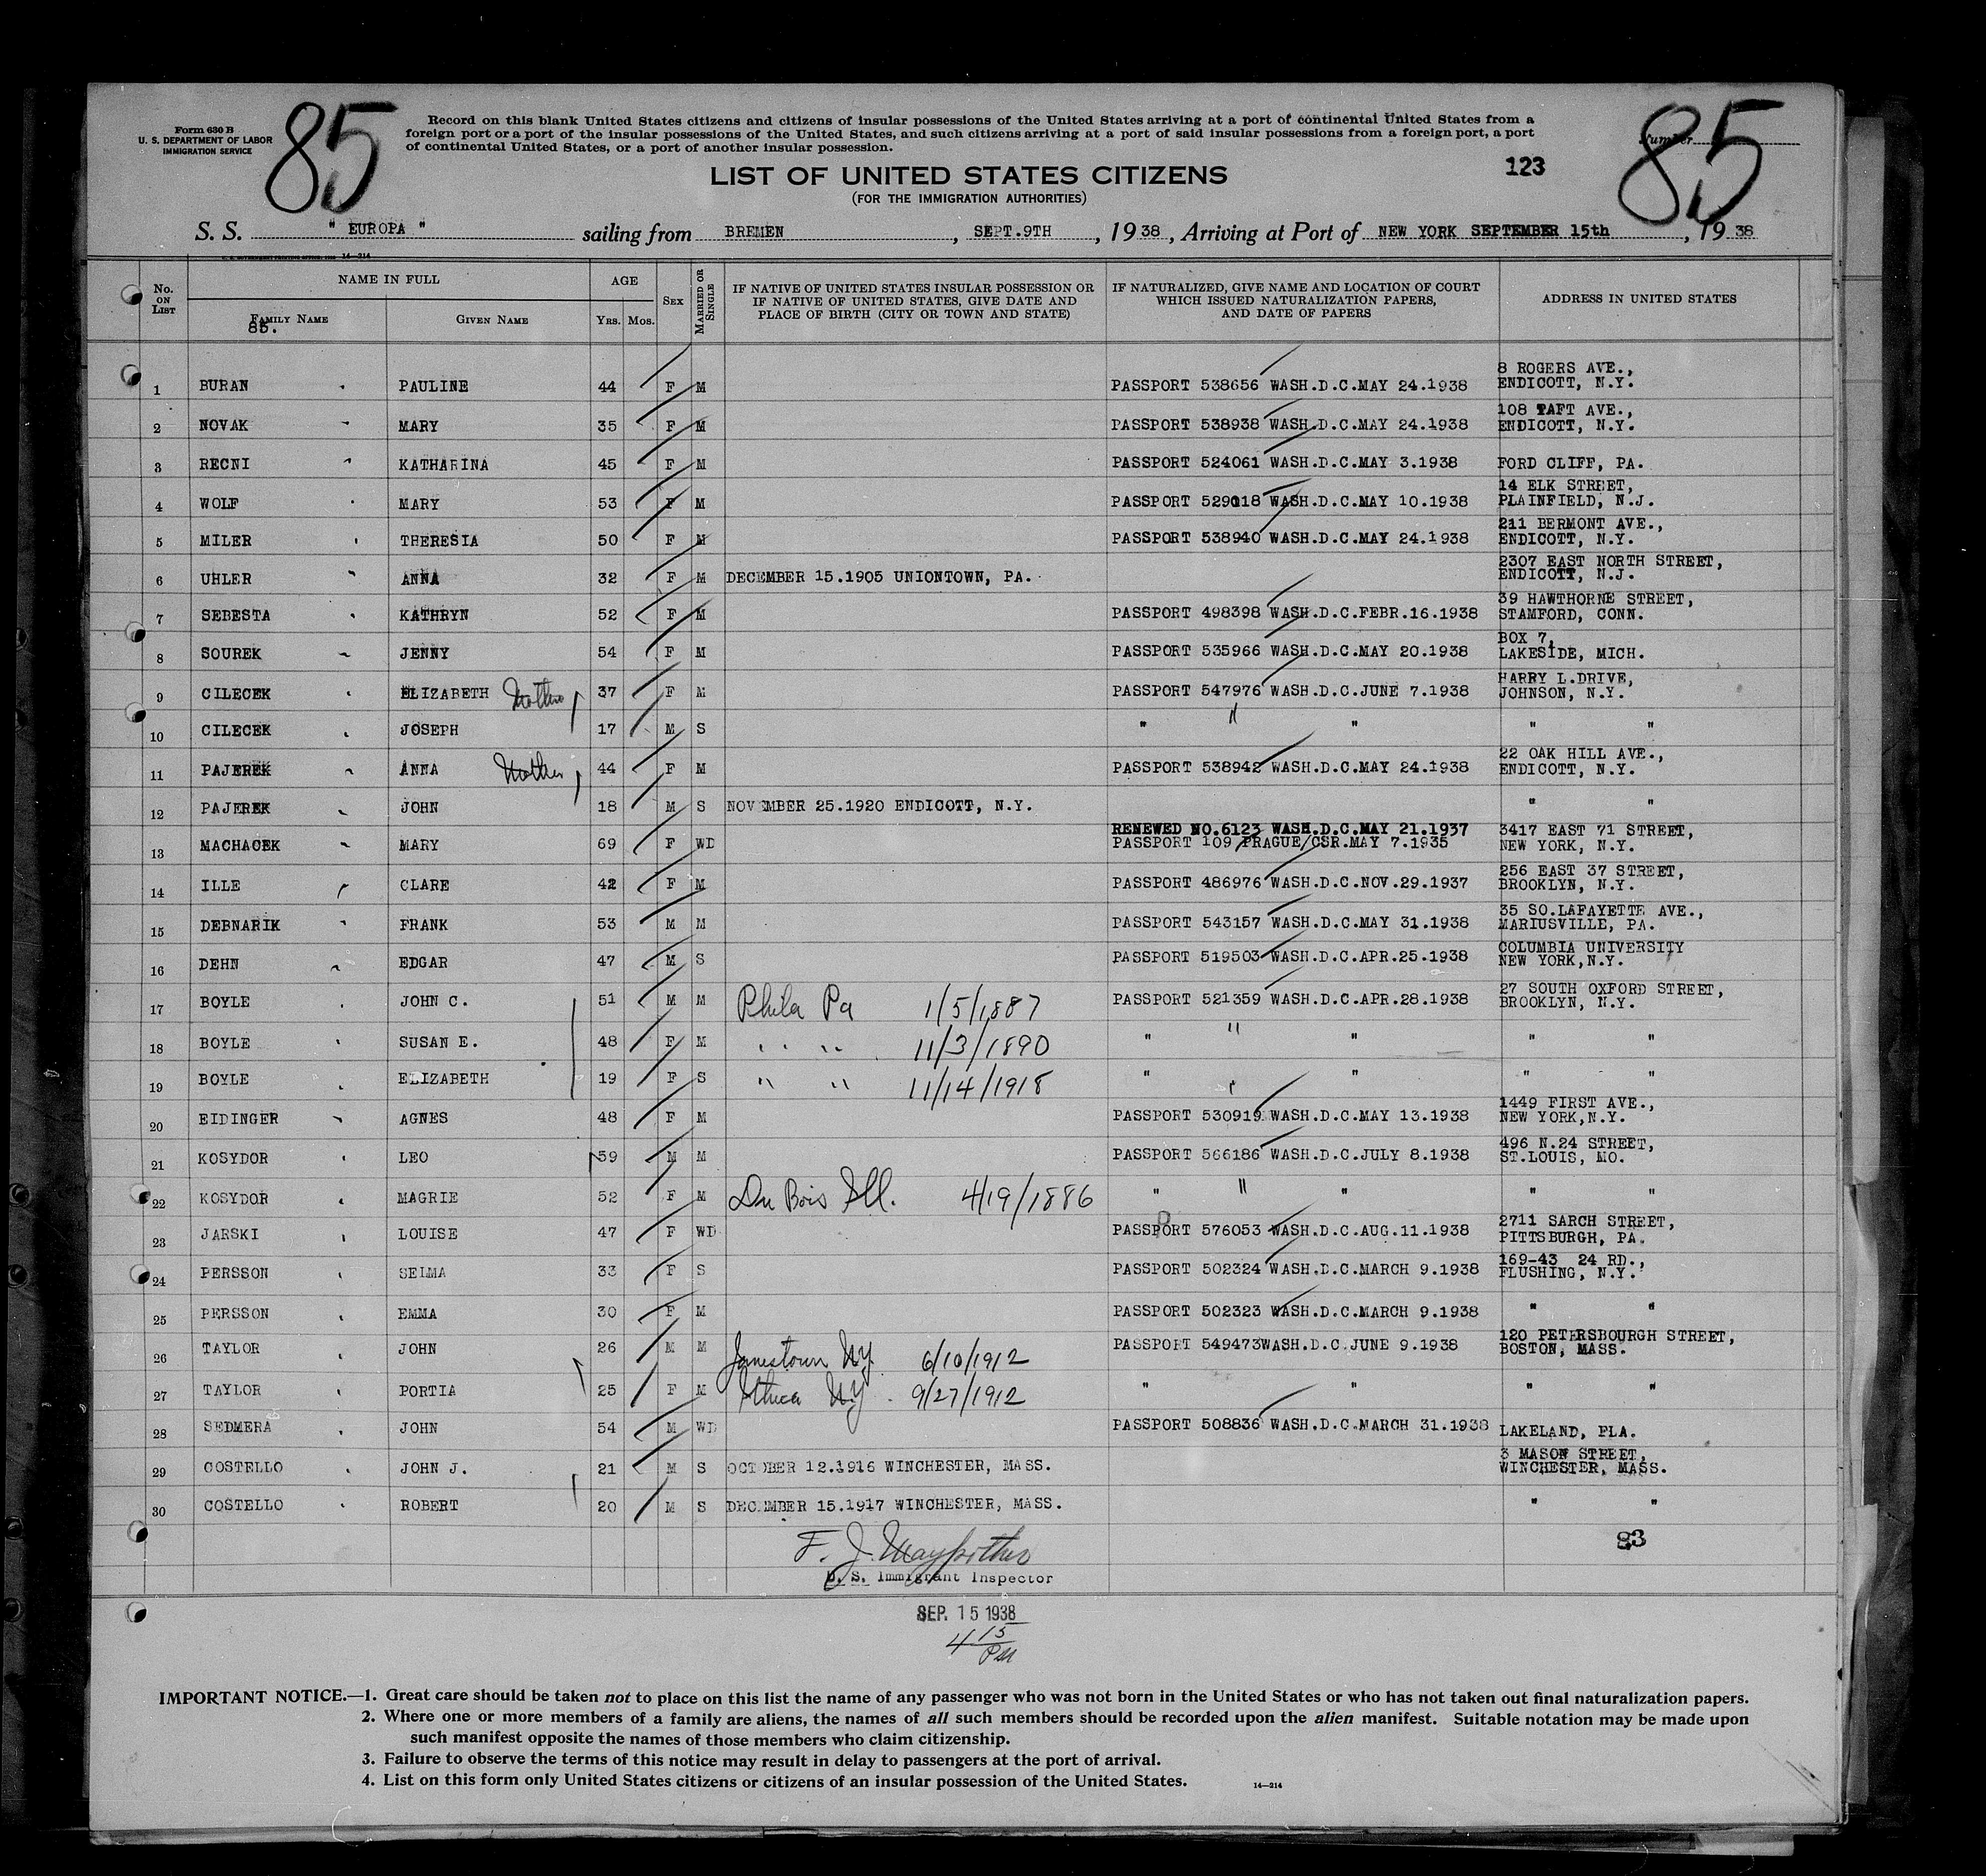 Form 630 B
U. S. DEPARTMENT OF LABOR
IMMIGRATION SERVICE
85
Record on this blank United States citizens and citizens of insular possessions of the United States arriving at a port of continental United States from a
foreign port or a port of the insular possessions of the United States, and such citizens arriving at a port of said insular possessions from a foreign port, a port
of continental United States, or a port of another insular possession.
Number
85
123
LIST OF UNITED STATES CITIZENS
(FOR THE IMMIGRATION AUTHORITIES)
S. S. " EUROPA " sailing from BREMEN, SEPT.9TH, 1938, Arriving at Port of NEW YORK SEPTEMBER 15th, 1938
14—214
No. ON LIST NAME IN FULL FAMILY NAME GIVEN NAME AGE YRS. MOS. SEX MARRIED OR SINGLE IF NATIVE OF UNITED STATES INSULAR POSSESSION OR IF NATIVE OF UNITED STATES, GIVE DATE AND PLACE OF BIRTH (CITY OR TOWN AND STATE) IF NATURALIZED, GIVE NAME AND LOCATION OF COURT WHICH ISSUED NATURALIZATION PAPERS, AND DATE OF PAPERS ADDRESS IN UNITED STATES
85.
1 BURAN PAULINE 44 F M PASSPORT 538656 WASH.D.C.MAY 24.1938 8 ROGERS AVE., ENDICOTT, N.Y.
2 NOVAK MARY 35 F M PASSPORT 538938 WASH.D.C.MAY 24.1938 108 TAFT AVE., ENDICOTT, N.Y.
3 RECNI KATHARINA 45 F M PASSPORT 524061 WASH.D.C.MAY 3.1938 FORD CLIFF, PA.
4 WOLF MARY 53 F M PASSPORT 529018 WASH.D.C.MAY 10.1938 14 ELK STREET, PLAINFIELD, N.J.
5 MILER THERESIA 50 F M PASSPORT 538940 WASH.D.C.MAY 24.1938 211 BERMONT AVE., ENDICOTT, N.Y.
6 UHLER ANNA 32 F M DECEMBER 15.1905 UNIONTOWN, PA. 2307 EAST NORTH STREET, ENDICOTT, N.J.
7 SEBESTA KATHRYN 52 F M PASSPORT 498398 WASH.D.C.FEBR.16.1938 39 HAWTHORNE STREET, STAMFORD, CONN.
8 SOUREK JENNY 54 F M PASSPORT 535966 WASH.D.C.MAY 20.1938 BOX 7, LAKESIDE, MICH.
9 CILECEK ELIZABETH Mother 37 F M PASSPORT 547976 WASH.D.C.JUNE 7.1938 HARRY L.DRIVE, JOHNSON, N.Y.
10 CILECEK JOSEPH 17 M S " " " " "
11 PAJEREK ANNA Mother 44 F M PASSPORT 538942 WASH.D.C.MAY 24.1938 22 OAK HILL AVE., ENDICOTT, N.Y.
12 PAJEREK JOHN 18 M S NOVEMBER 25.1920 ENDICOTT, N.Y. " "
13 MACHACEK MARY 69 F WD RENEWED NO.6123 WASH.D.C.MAY 21.1937 PASSPORT 109 PRAGUE/CSR.MAY 7.1935 3417 EAST 71 STREET, NEW YORK, N.Y.
14 ILLE CLARE 42 F M PASSPORT 486976 WASH.D.C.NOV.29.1937 256 EAST 37 STREET, BROOKLYN, N.Y.
15 DEBNARIK FRANK 53 M M PASSPORT 543157 WASH.D.C.MAY 31.1938 35 SO.LAFAYETTE AVE., MARIUSVILLE, PA.
16 DEHN EDGAR 47 M S PASSPORT 519503 WASH.D.C.APR.25.1938 COLUMBIA UNIVERSITY NEW YORK,N.Y.
17 BOYLE JOHN C. 51 M M Phila Pa 1/5/1887 PASSPORT 521359 WASH.D.C.APR.28.1938 27 SOUTH OXFORD STREET, BROOKLYN, N.Y.
18 BOYLE SUSAN E. 48 F M " " 11/3/1890 " " " " "
19 BOYLE ELIZABETH 19 F S " " 11/14/1918 " " " " "
20 EIDINGER AGNES 48 F M PASSPORT 530919 WASH.D.C.MAY 13.1938 1449 FIRST AVE., NEW YORK,N.Y.
21 KOSYDOR LEO 59 M M PASSPORT 566186 WASH.D.C.JULY 8.1938 496 N.24 STREET, ST.LOUIS, MO.
22 KOSYDOR MAGRIE 52 F M Du Bois Ill. 4/19/1886 " " " " "
23 JARSKI LOUISE 47 F WD PASSPORT 576053 WASH.D.C.AUG.11.1938 2711 SARCH STREET, PITTSBURGH, PA.
24 PERSSON SELMA 33 F S PASSPORT 502324 WASH.D.C.MARCH 9.1938 169-43 24 RD., FLUSHING, N.Y.
25 PERSSON EMMA 30 F M PASSPORT 502323 WASH.D.C.MARCH 9.1938 " "
26 TAYLOR JOHN 26 M M Jamestown N.Y. 6/10/1912 PASSPORT 549473WASH.D.C.JUNE 9.1938 120 PETERSBOURGH STREET, BOSTON, MASS.
27 TAYLOR PORTIA 25 F M Ithica N.Y. 9/27/1912 " " " "
28 SEDMERA JOHN 54 M WD PASSPORT 508836 WASH.D.C.MARCH 31.1938 LAKELAND, PLA.
29 COSTELLO JOHN J. 21 M S OCTOBER 12.1916 WINCHESTER, MASS. 3 MASON STREET, WINCHESTER, MASS.
30 COSTELLO ROBERT 20 M S DECEMBER 15.1917 WINCHESTER, MASS. " "
83
F. J.
U. S. Immigrant Inspector
SEP. 15 1938
4 15 PM
IMPORTANT NOTICE.—1. Great care should be taken not to place on this list the name of any passenger who was not born in the United States or who has not taken out final naturalization papers.
2. Where one or more members of a family are aliens, the names of all such members should be recorded upon the alien manifest. Suitable notation may be made upon
such manifest opposite the names of those members who claim citizenship.
3. Failure to observe the terms of this notice may result in delay to passengers at the port of arrival.
4. List on this form only United States citizens or citizens of an insular possession of the United States.
14—214